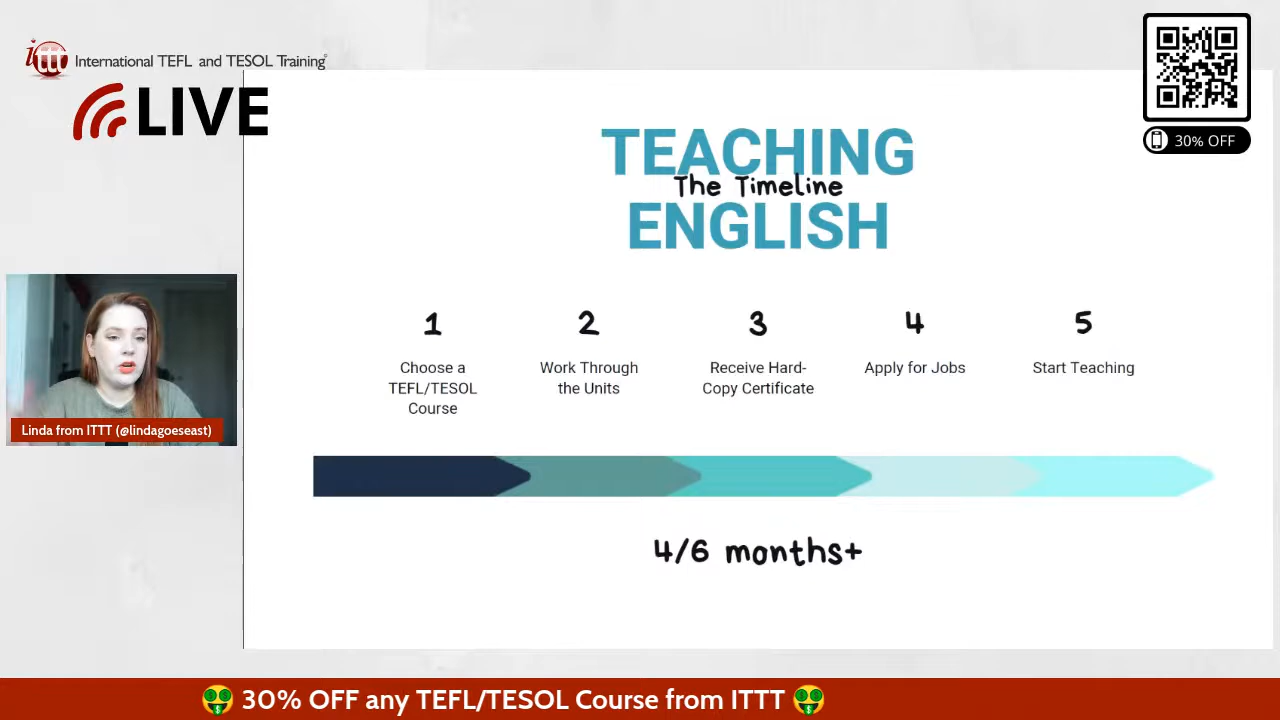 ittt International TEFL and TESOL Training
LIVE
30% OFF
TEACHING
The Timeline
ENGLISH
1
2
3
4
5
Choose a
TEFL/TESOL
Course
Work Through
the Units
Receive Hard-
Copy Certificate
Apply for Jobs
Start Teaching
4/6 months+
Linda from ITTT (@lindagoeseast)
30% OFF any TEFL/TESOL Course from ITTT